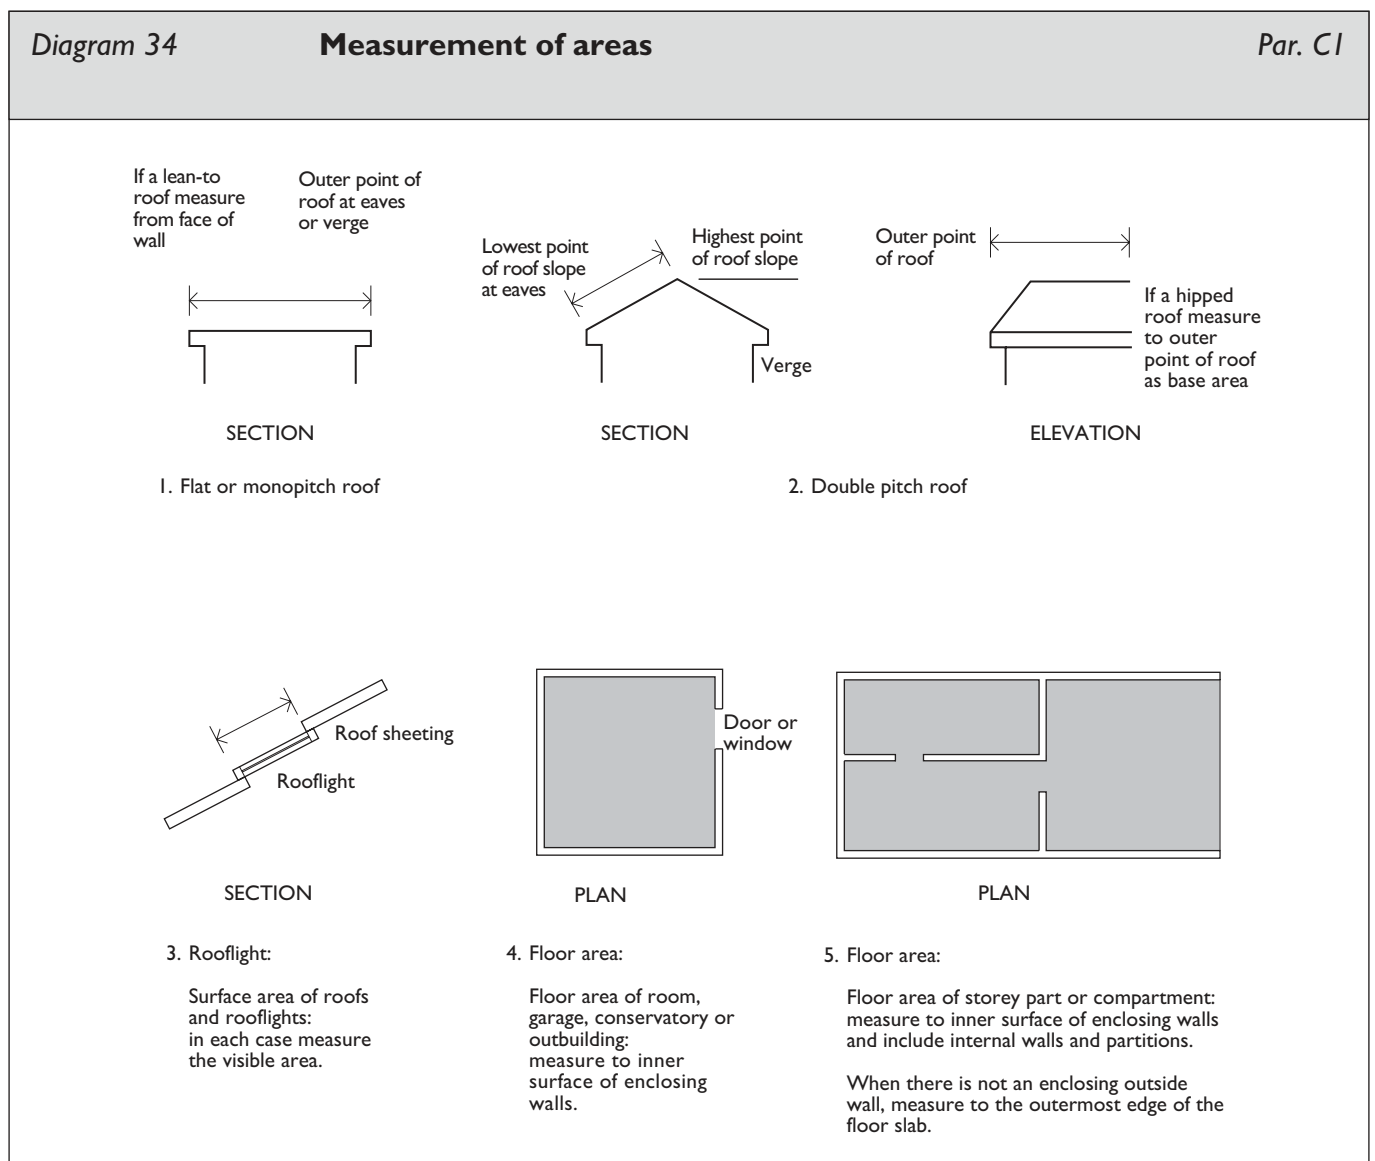 Diagram 34 Measurement of areas Par. C1
If a lean-to
roof measure
from face of
wall
Outer point of
roof at eaves
or verge
Lowest point
of roof slope
at eaves
Highest point
of roof slope
Verge
Outer point
of roof
If a hipped
roof measure
to outer
point of roof
as base area
SECTION
SECTION
ELEVATION
1. Flat or monopitch roof
2. Double pitch roof
Roof sheeting
Rooflight
Door or
window
SECTION
PLAN
PLAN
3. Rooflight:
Surface area of roofs
and rooflights:
in each case measure
the visible area.
4. Floor area:
Floor area of room,
garage, conservatory or
outbuilding:
measure to inner
surface of enclosing
walls.
5. Floor area:
Floor area of storey part or compartment:
measure to inner surface of enclosing walls
and include internal walls and partitions.
When there is not an enclosing outside
wall, measure to the outermost edge of the
floor slab.